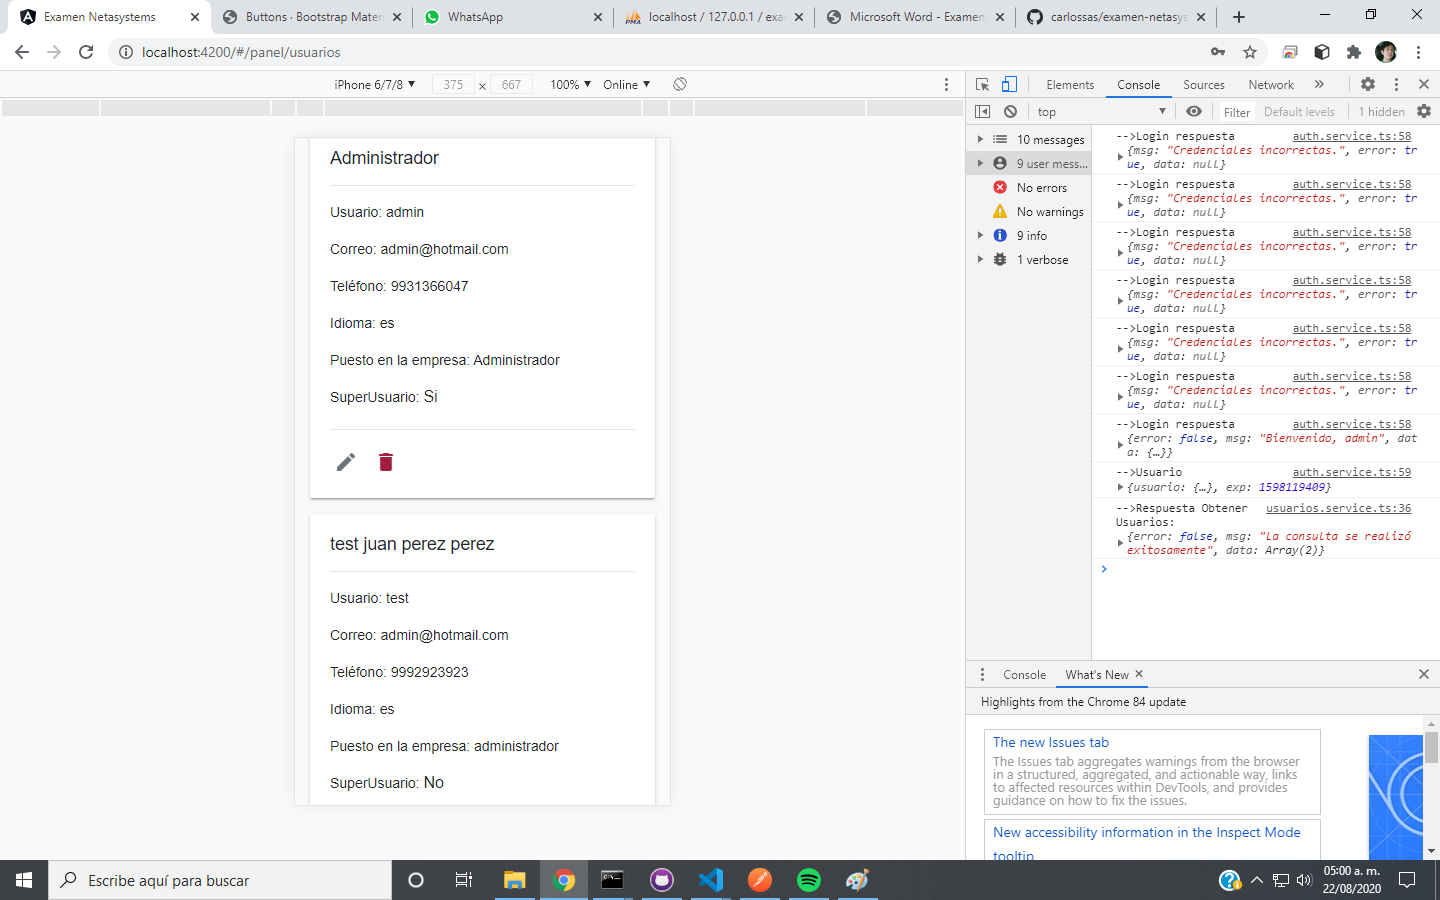 Examen Netasystems
Buttons · Bootstrap Mater
WhatsApp
localhost / 127.0.0.1 / exa
Microsoft Word - Examen
carlossas/examen-netasys
localhost:4200/#/panel/usuarios
iPhone 6/7/8 ▼ 375 × 667 100% ▼ Online ▼
Elements Console Sources Network »
top ▼ Filter Default levels 1 hidden
Administrador
Usuario: admin
Correo: admin@hotmail.com
Teléfono: 9931366047
Idioma: es
Puesto en la empresa: Administrador
SuperUsuario: Si
test juan perez perez
Usuario: test
Correo: admin@hotmail.com
Teléfono: 9992923923
Idioma: es
Puesto en la empresa: administrador
SuperUsuario: No
10 messages
9 user mess...
No errors
No warnings
9 info
1 verbose
-->Login respuesta auth.service.ts:58
{msg: "Credenciales incorrectas.", error: tr
ue, data: null}
-->Login respuesta auth.service.ts:58
{msg: "Credenciales incorrectas.", error: tr
ue, data: null}
-->Login respuesta auth.service.ts:58
{msg: "Credenciales incorrectas.", error: tr
ue, data: null}
-->Login respuesta auth.service.ts:58
{msg: "Credenciales incorrectas.", error: tr
ue, data: null}
-->Login respuesta auth.service.ts:58
{msg: "Credenciales incorrectas.", error: tr
ue, data: null}
-->Login respuesta auth.service.ts:58
{msg: "Credenciales incorrectas.", error: tr
ue, data: null}
-->Login respuesta auth.service.ts:58
{error: false, msg: "Bienvenido, admin", dat
a: {…}}
-->Usuario auth.service.ts:59
{usuario: {…}, exp: 1598119409}
-->Respuesta Obtener usuarios.service.ts:36
Usuarios:
{error: false, msg: "La consulta se realizó
exitosamente", data: Array(2)}
Console What's New
Highlights from the Chrome 84 update
The new Issues tab
The Issues tab aggregates warnings from the browser
in a structured, aggregated, and actionable way, links
to affected resources within DevTools, and provides
guidance on how to fix the issues.
New accessibility information in the Inspect Mode
tooltip
Escribe aquí para buscar
05:00 a. m.
22/08/2020